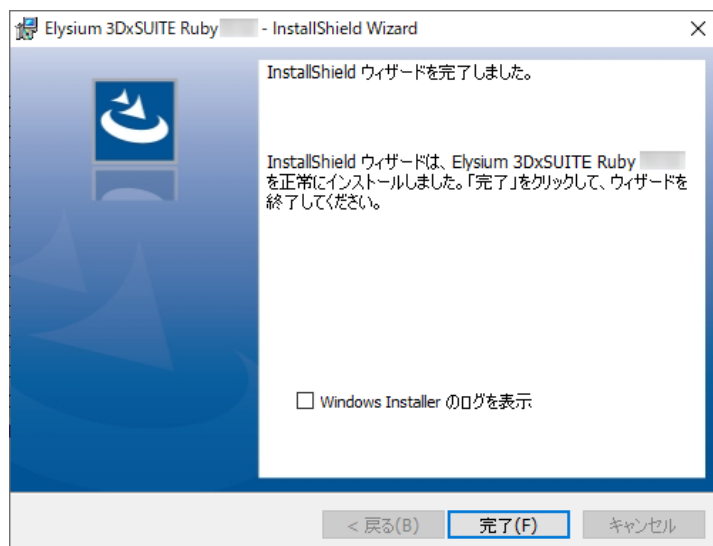 Elysium 3DxSUITE Ruby - InstallShield Wizard
InstallShield ウィザードを完了しました。
InstallShield ウィザードは、Elysium 3DxSUITE Ruby
を正常にインストールしました。「完了」をクリックして、ウィザードを
終了してください。
Windows Installer のログを表示
< 戻る(B)
完了(F)
キャンセル